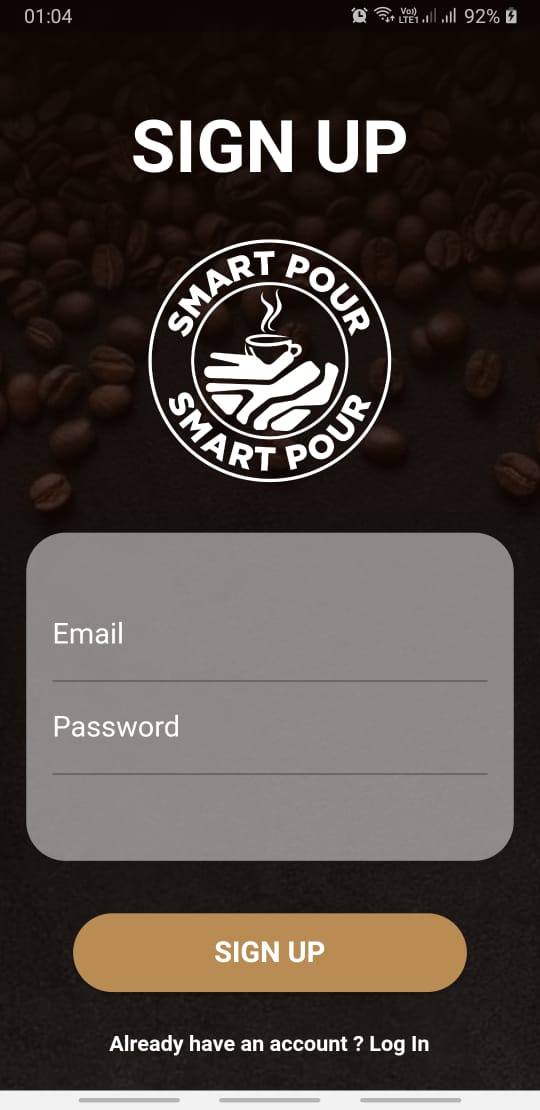 01:04
Vo)) LTE1 92%
SIGN UP
SMART POUR
SMART POUR
Email
Password
SIGN UP
Already have an account ? Log In